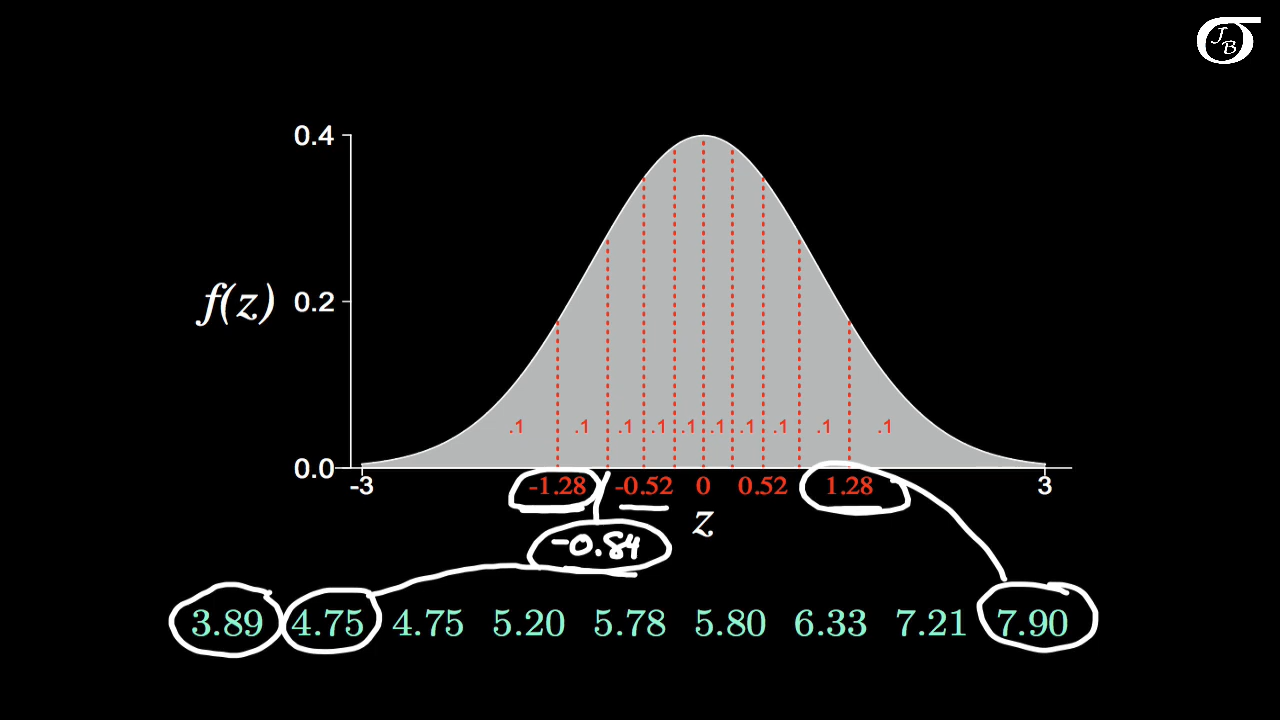 σ J B
0.4
f(z) 0.2
.1 .1 .1 .1 .1 .1 .1 .1 .1 .1
0.0
-3 -1.28 -0.52 0 0.52 1.28 3
z
-0.84
3.89 4.75 4.75 5.20 5.78 5.80 6.33 7.21 7.90